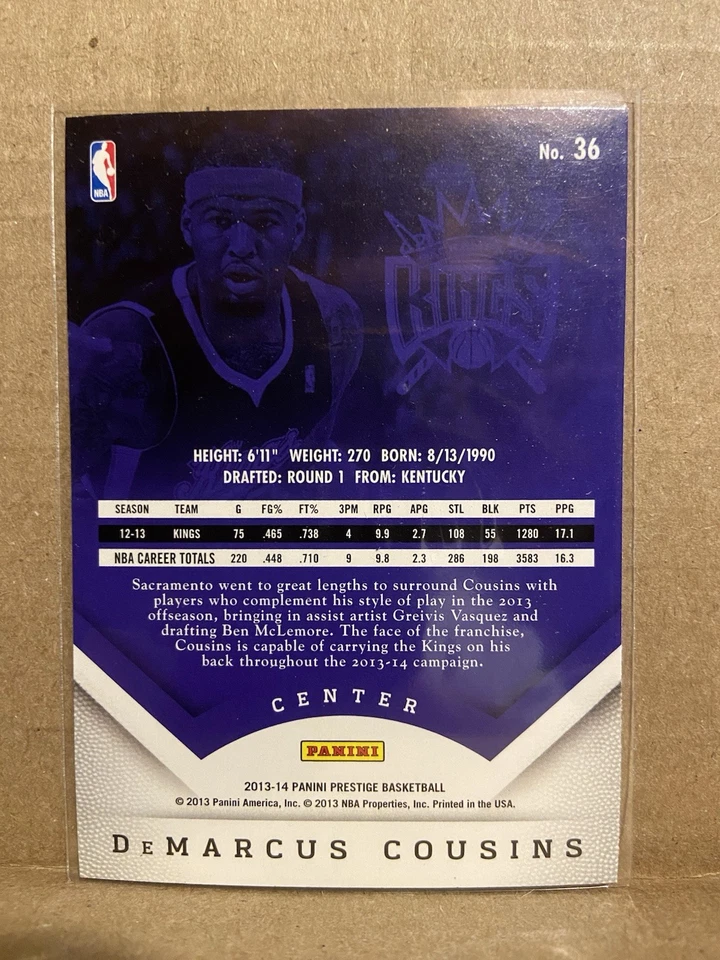 NBA
No. 36
KINGS
HEIGHT: 6'11" WEIGHT: 270 BORN: 8/13/1990
DRAFTED: ROUND 1 FROM: KENTUCKY
SEASON TEAM G FG% FT% 3PM RPG APG STL BLK PTS PPG
12-13 KINGS 75 .465 .738 4 9.9 2.7 108 55 1280 17.1
NBA CAREER TOTALS 220 .448 .710 9 9.8 2.3 286 198 3583 16.3
Sacramento went to great lengths to surround Cousins with
players who complement his style of play in the 2013
offseason, bringing in assist artist Greivis Vasquez and
drafting Ben McLemore. The face of the franchise,
Cousins is capable of carrying the Kings on his
back throughout the 2013-14 campaign.
CENTER
PANINI
2013-14 PANINI PRESTIGE BASKETBALL
© 2013 Panini America, Inc. © 2013 NBA Properties, Inc. Printed in the USA.
DEMARCUS COUSINS